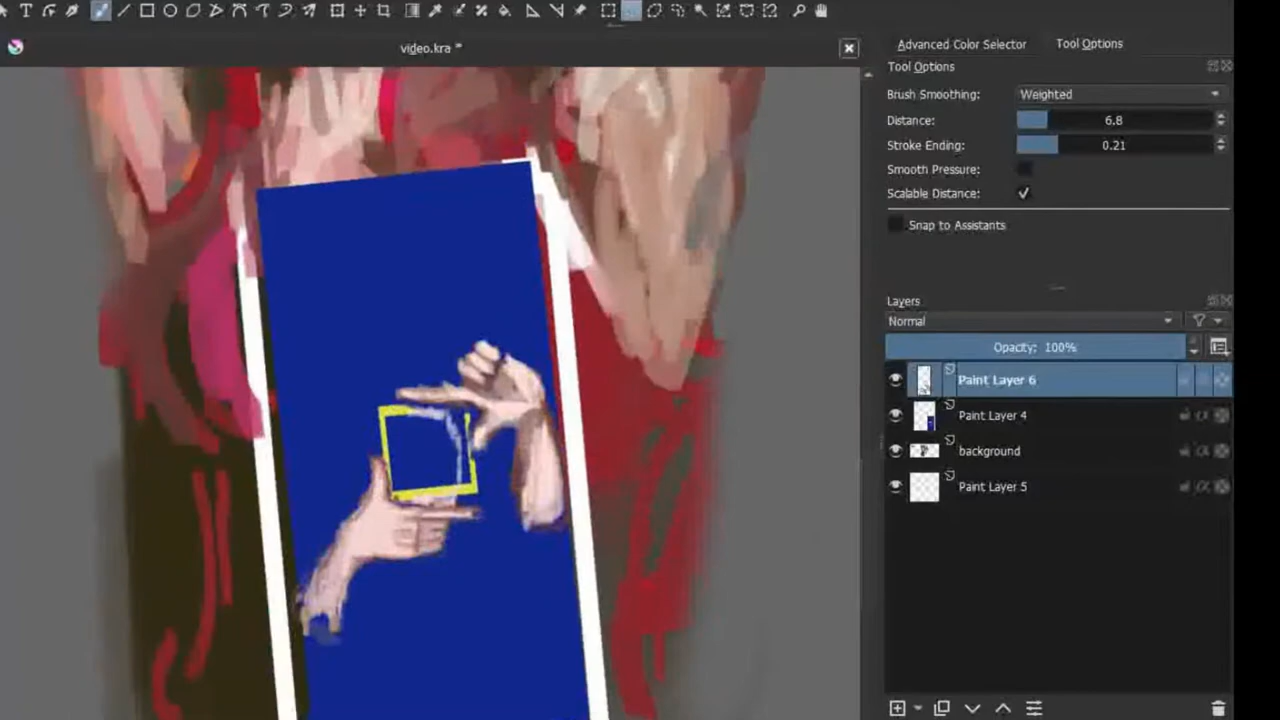 video.kra *
Advanced Color Selector
Tool Options
Tool Options
Brush Smoothing: Weighted
Distance: 6.8
Stroke Ending: 0.21
Smooth Pressure:
Scalable Distance:
Snap to Assistants
Layers
Normal
Opacity: 100%
Paint Layer 6
Paint Layer 4
background
Paint Layer 5